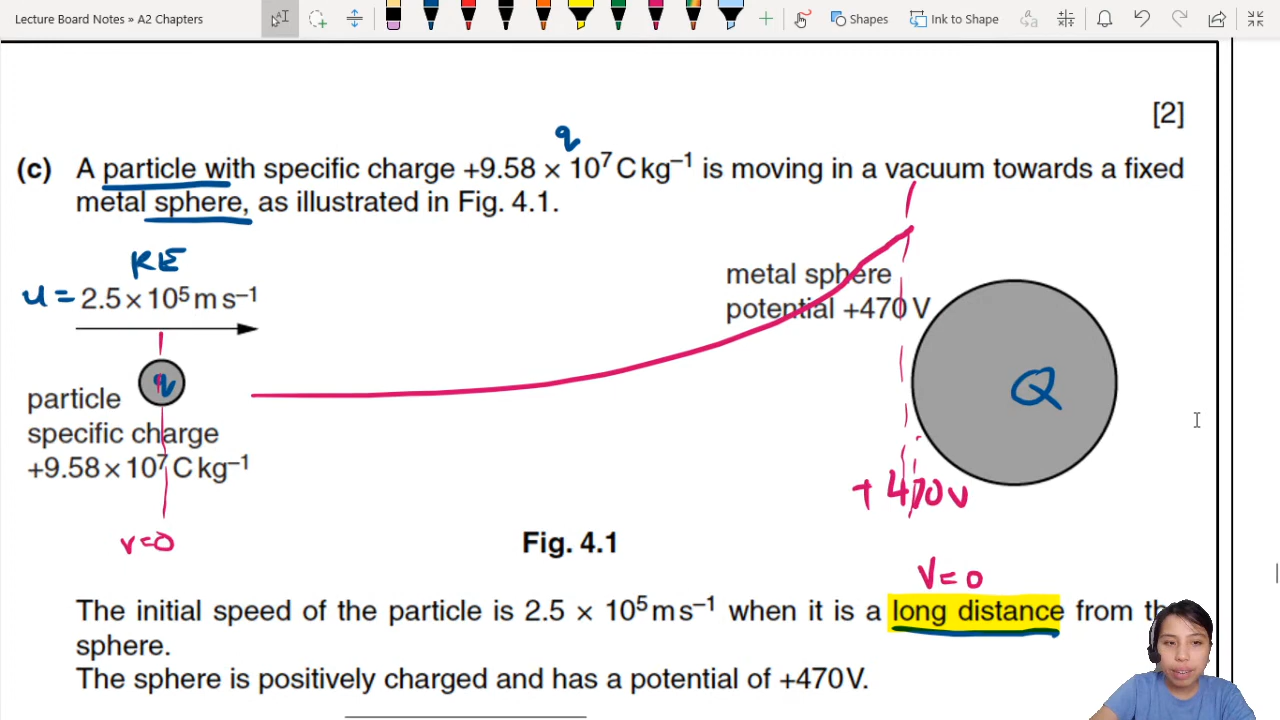 Lecture Board Notes » A2 Chapters
Shapes
Ink to Shape
[2]
q
(c) A particle with specific charge +9.58 × 10⁷ C kg⁻¹ is moving in a vacuum towards a fixed
metal sphere, as illustrated in Fig. 4.1.
KE
u = 2.5 × 10⁵ m s⁻¹
metal sphere
potential +470 V
q
Q
particle
specific charge
+9.58 × 10⁷ C kg⁻¹
+ 470 V
v=0
Fig. 4.1
V = 0
The initial speed of the particle is 2.5 × 10⁵ m s⁻¹ when it is a long distance from th
sphere.
The sphere is positively charged and has a potential of +470 V.